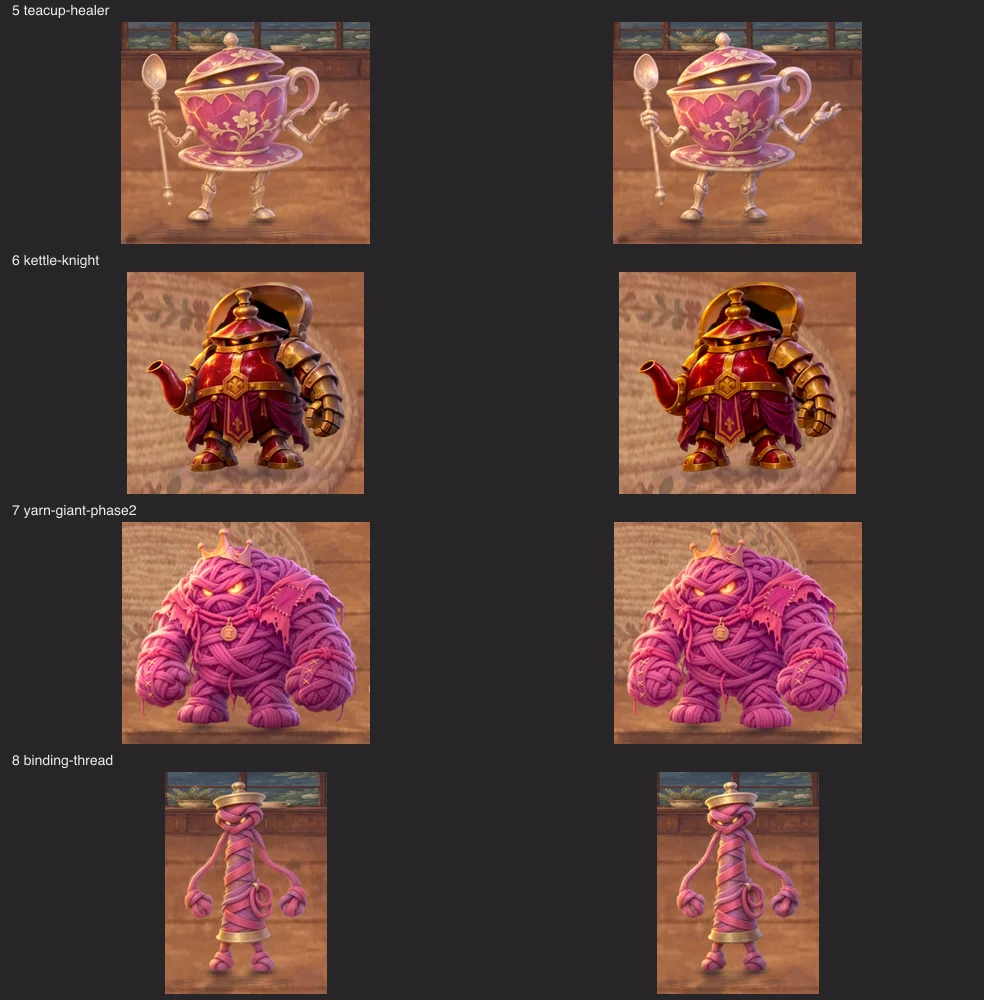 5 teacup-healer
6 kettle-knight
7 yarn-giant-phase2
8 binding-thread